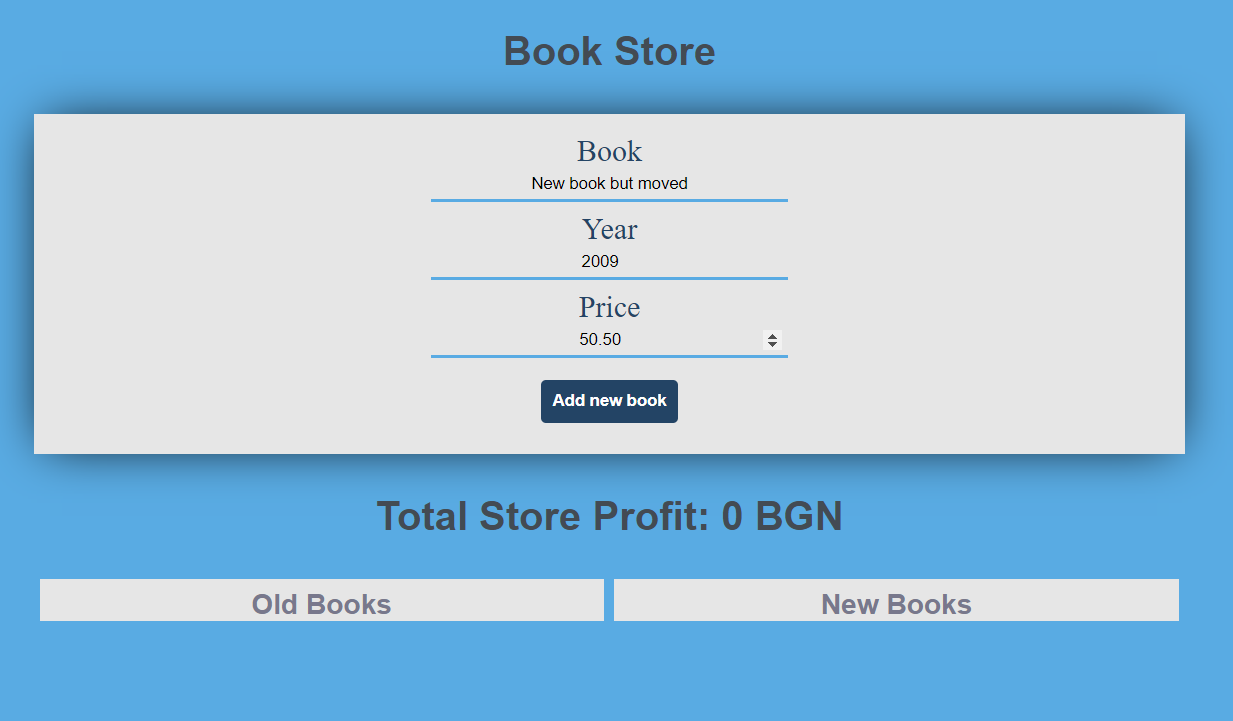 Book Store
Book
New book but moved
Year
2009
Price
50.50
Add new book
Total Store Profit: 0 BGN
Old Books
New Books